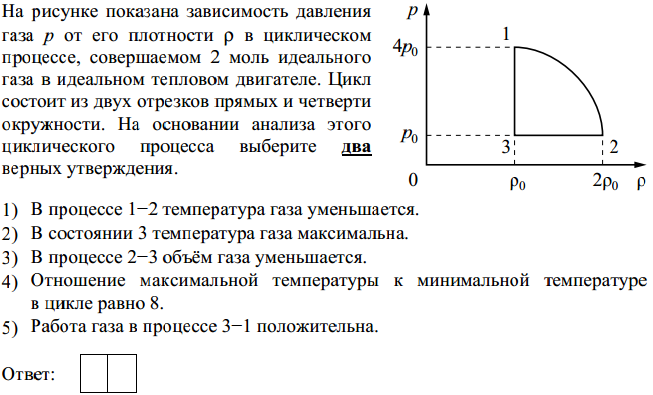 На рисунке показана зависимость давления
газа p от его плотности ρ в циклическом
процессе, совершаемом 2 моль идеального
газа в идеальном тепловом двигателе. Цикл
состоит из двух отрезков прямых и четверти
окружности. На основании анализа этого
циклического процесса выберите два
верных утверждения.
p
1
4p₀
p₀
3
2
0
ρ₀
2ρ₀
ρ
1) В процессе 1−2 температура газа уменьшается.
2) В состоянии 3 температура газа максимальна.
3) В процессе 2−3 объём газа уменьшается.
4) Отношение максимальной температуры к минимальной температуре
в цикле равно 8.
5) Работа газа в процессе 3−1 положительна.
Ответ: